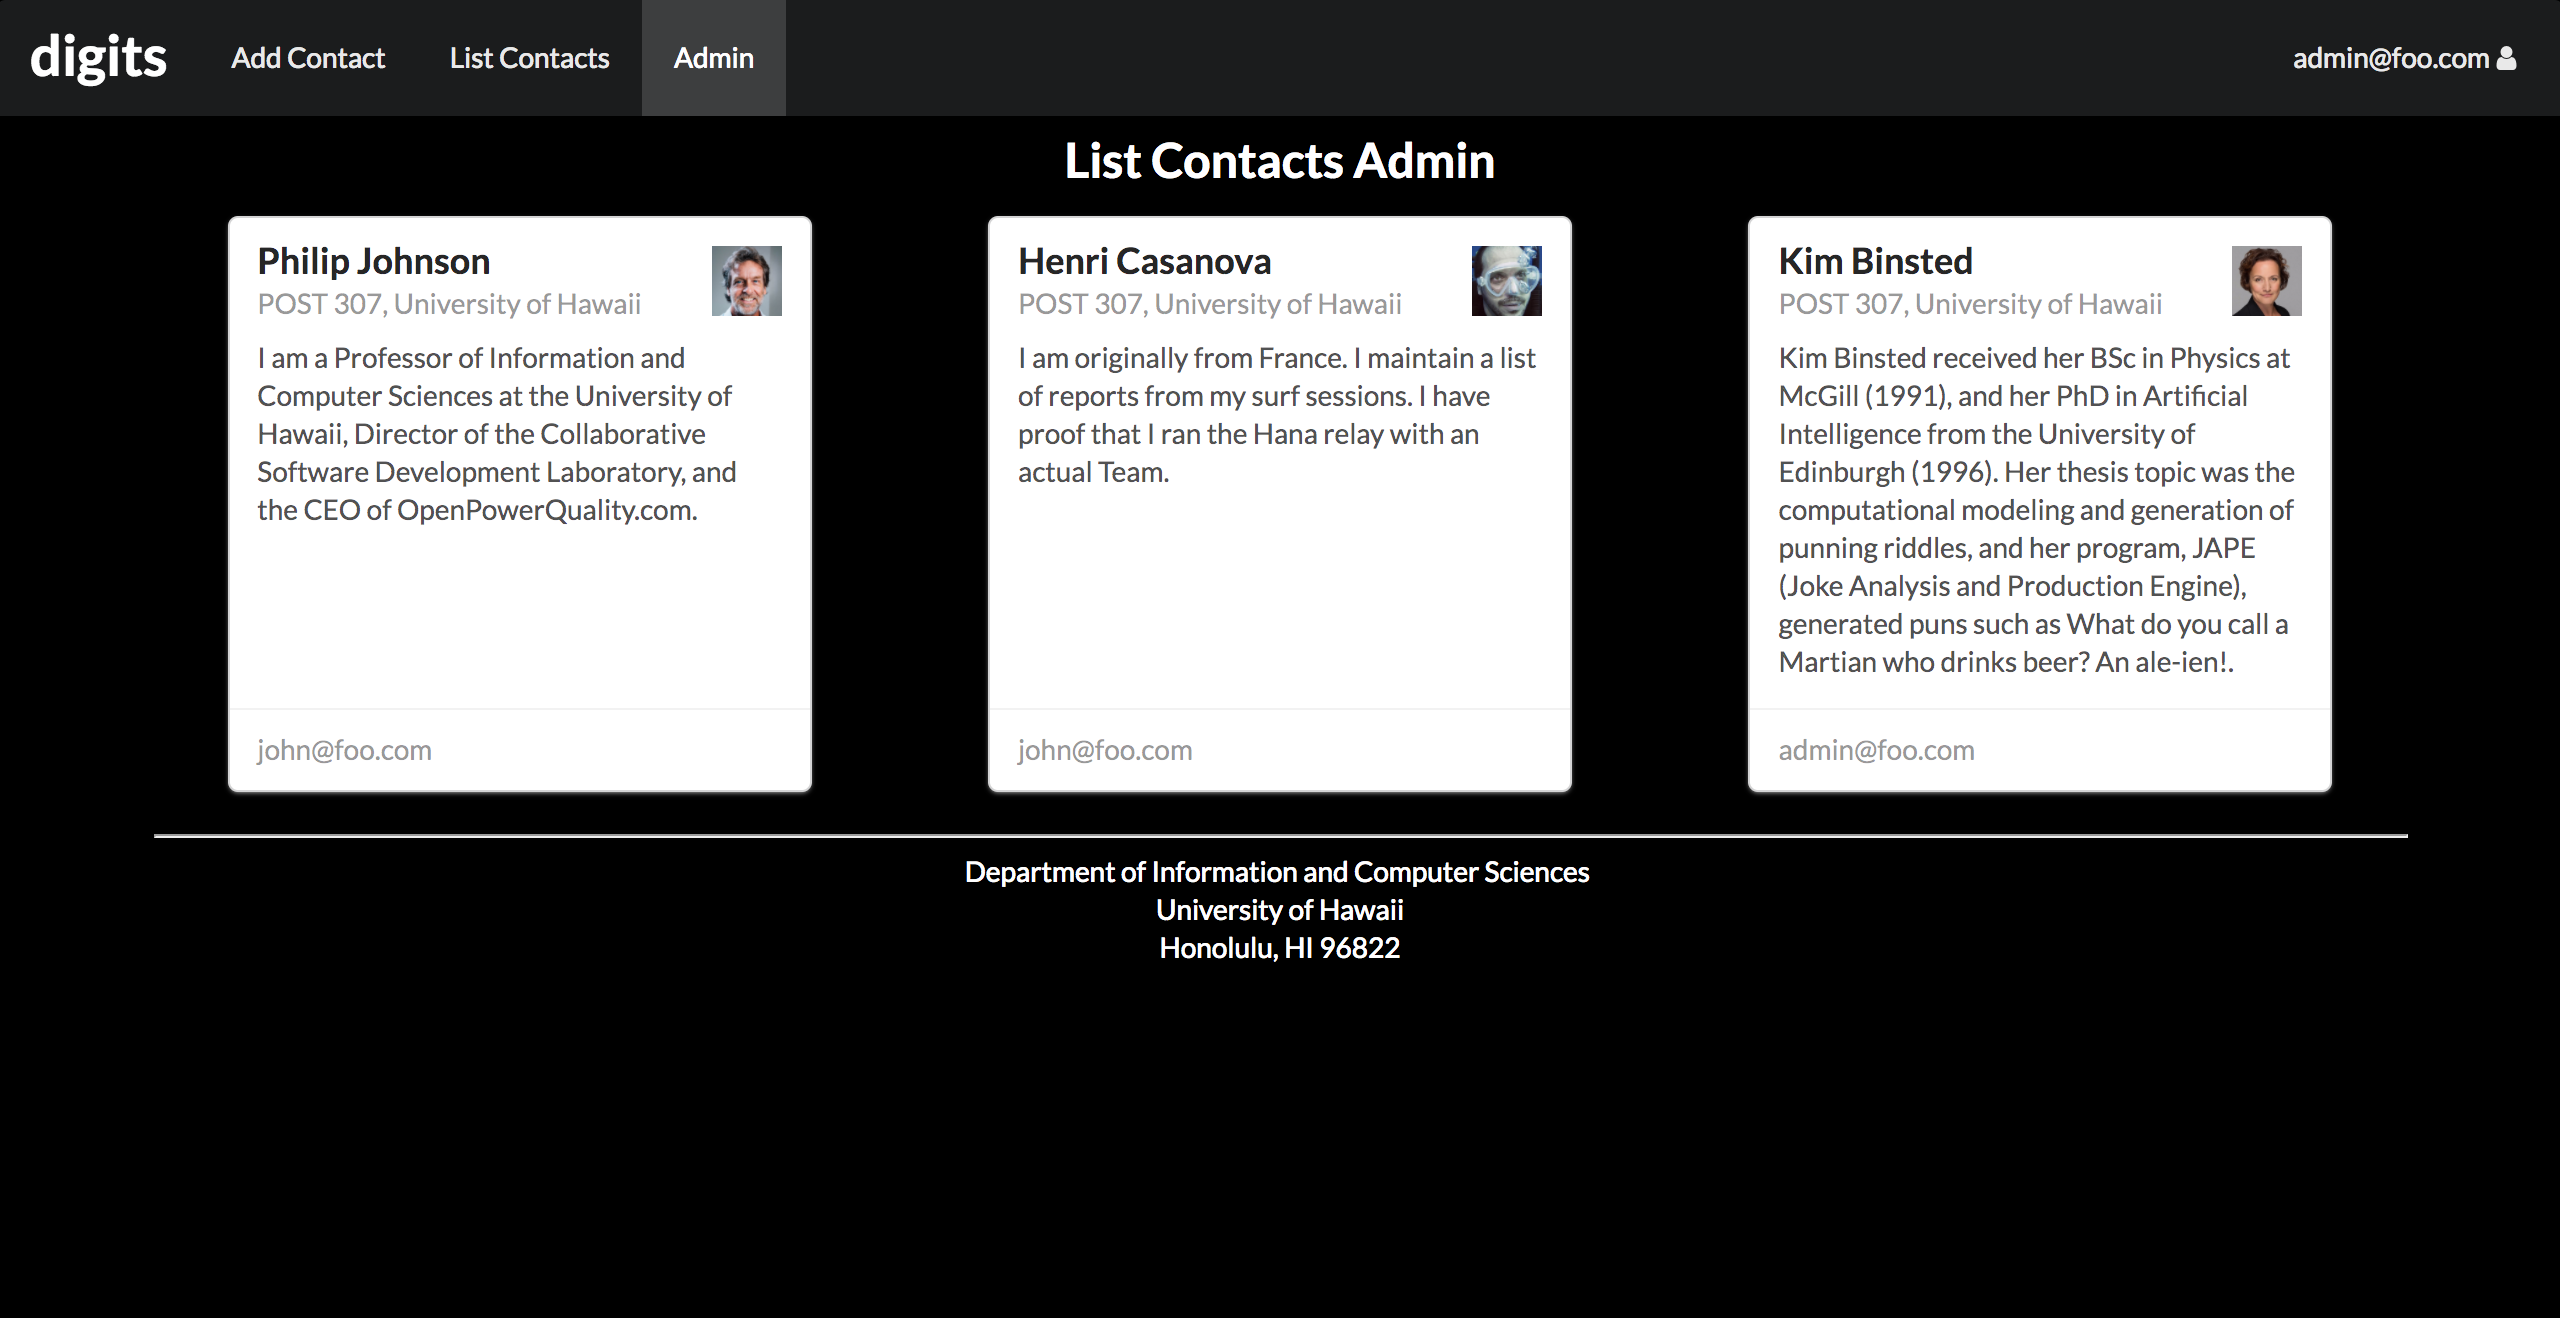 digits
Add Contact
List Contacts
Admin
admin@foo.com
List Contacts Admin
Philip Johnson
POST 307, University of Hawaii
I am a Professor of Information and
Computer Sciences at the University of
Hawaii, Director of the Collaborative
Software Development Laboratory, and
the CEO of OpenPowerQuality.com.
john@foo.com
Henri Casanova
POST 307, University of Hawaii
I am originally from France. I maintain a list
of reports from my surf sessions. I have
proof that I ran the Hana relay with an
actual Team.
john@foo.com
Kim Binsted
POST 307, University of Hawaii
Kim Binsted received her BSc in Physics at
McGill (1991), and her PhD in Artificial
Intelligence from the University of
Edinburgh (1996). Her thesis topic was the
computational modeling and generation of
punning riddles, and her program, JAPE
(Joke Analysis and Production Engine),
generated puns such as What do you call a
Martian who drinks beer? An ale-ien!.
admin@foo.com
Department of Information and Computer Sciences
University of Hawaii
Honolulu, HI 96822